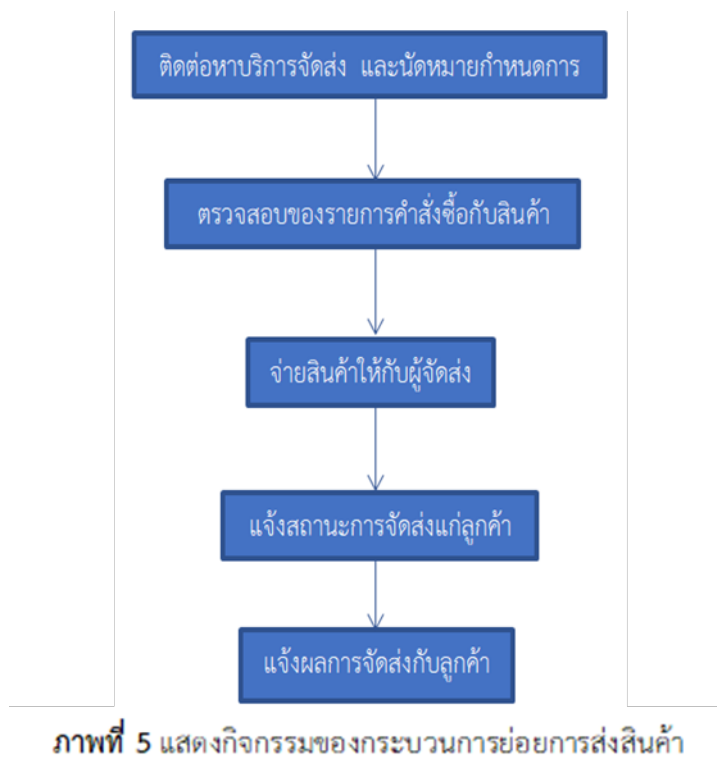 ติดต่อหาบริการจัดส่ง และนัดหมายกำหนดการ
ตรวจสอบของรายการคำสั่งซื้อกับสินค้า
จ่ายสินค้าให้กับผู้จัดส่ง
แจ้งสถานะการจัดส่งแก่ลูกค้า
แจ้งผลการจัดส่งกับลูกค้า
ภาพที่ 5 แสดงกิจกรรมของกระบวนการย่อยการส่งสินค้า